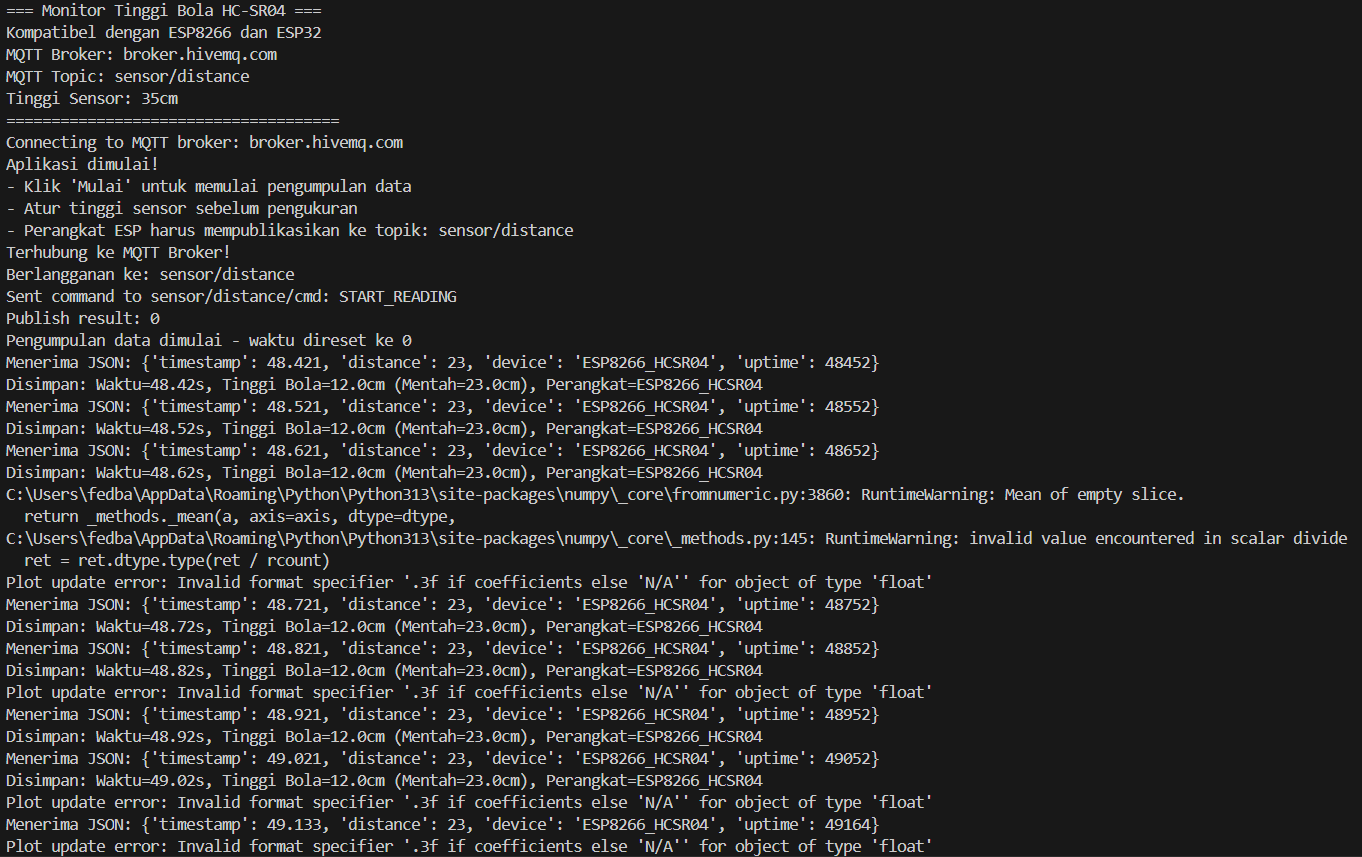 === Monitor Tinggi Bola HC-SR04 ===
Kompatibel dengan ESP8266 dan ESP32
MQTT Broker: broker.hivemq.com
MQTT Topic: sensor/distance
Tinggi Sensor: 35cm
=====================================
Connecting to MQTT broker: broker.hivemq.com
Aplikasi dimulai!
- Klik 'Mulai' untuk memulai pengumpulan data
- Atur tinggi sensor sebelum pengukuran
- Perangkat ESP harus mempublikasikan ke topik: sensor/distance
Terhubung ke MQTT Broker!
Berlangganan ke: sensor/distance
Sent command to sensor/distance/cmd: START_READING
Publish result: 0
Pengumpulan data dimulai - waktu direset ke 0
Menerima JSON: {'timestamp': 48.421, 'distance': 23, 'device': 'ESP8266_HCSR04', 'uptime': 48452}
Disimpan: Waktu=48.42s, Tinggi Bola=12.0cm (Mentah=23.0cm), Perangkat=ESP8266_HCSR04
Menerima JSON: {'timestamp': 48.521, 'distance': 23, 'device': 'ESP8266_HCSR04', 'uptime': 48552}
Disimpan: Waktu=48.52s, Tinggi Bola=12.0cm (Mentah=23.0cm), Perangkat=ESP8266_HCSR04
Menerima JSON: {'timestamp': 48.621, 'distance': 23, 'device': 'ESP8266_HCSR04', 'uptime': 48652}
Disimpan: Waktu=48.62s, Tinggi Bola=12.0cm (Mentah=23.0cm), Perangkat=ESP8266_HCSR04
C:\Users\fedba\AppData\Roaming\Python\Python313\site-packages\numpy\_core\fromnumeric.py:3860: RuntimeWarning: Mean of empty slice.
  return _methods._mean(a, axis=axis, dtype=dtype,
C:\Users\fedba\AppData\Roaming\Python\Python313\site-packages\numpy\_core\_methods.py:145: RuntimeWarning: invalid value encountered in scalar divide
  ret = ret.dtype.type(ret / rcount)
Plot update error: Invalid format specifier '.3f if coefficients else 'N/A'' for object of type 'float'
Menerima JSON: {'timestamp': 48.721, 'distance': 23, 'device': 'ESP8266_HCSR04', 'uptime': 48752}
Disimpan: Waktu=48.72s, Tinggi Bola=12.0cm (Mentah=23.0cm), Perangkat=ESP8266_HCSR04
Menerima JSON: {'timestamp': 48.821, 'distance': 23, 'device': 'ESP8266_HCSR04', 'uptime': 48852}
Disimpan: Waktu=48.82s, Tinggi Bola=12.0cm (Mentah=23.0cm), Perangkat=ESP8266_HCSR04
Plot update error: Invalid format specifier '.3f if coefficients else 'N/A'' for object of type 'float'
Menerima JSON: {'timestamp': 48.921, 'distance': 23, 'device': 'ESP8266_HCSR04', 'uptime': 48952}
Disimpan: Waktu=48.92s, Tinggi Bola=12.0cm (Mentah=23.0cm), Perangkat=ESP8266_HCSR04
Menerima JSON: {'timestamp': 49.021, 'distance': 23, 'device': 'ESP8266_HCSR04', 'uptime': 49052}
Disimpan: Waktu=49.02s, Tinggi Bola=12.0cm (Mentah=23.0cm), Perangkat=ESP8266_HCSR04
Plot update error: Invalid format specifier '.3f if coefficients else 'N/A'' for object of type 'float'
Menerima JSON: {'timestamp': 49.133, 'distance': 23, 'device': 'ESP8266_HCSR04', 'uptime': 49164}
Plot update error: Invalid format specifier '.3f if coefficients else 'N/A'' for object of type 'float'